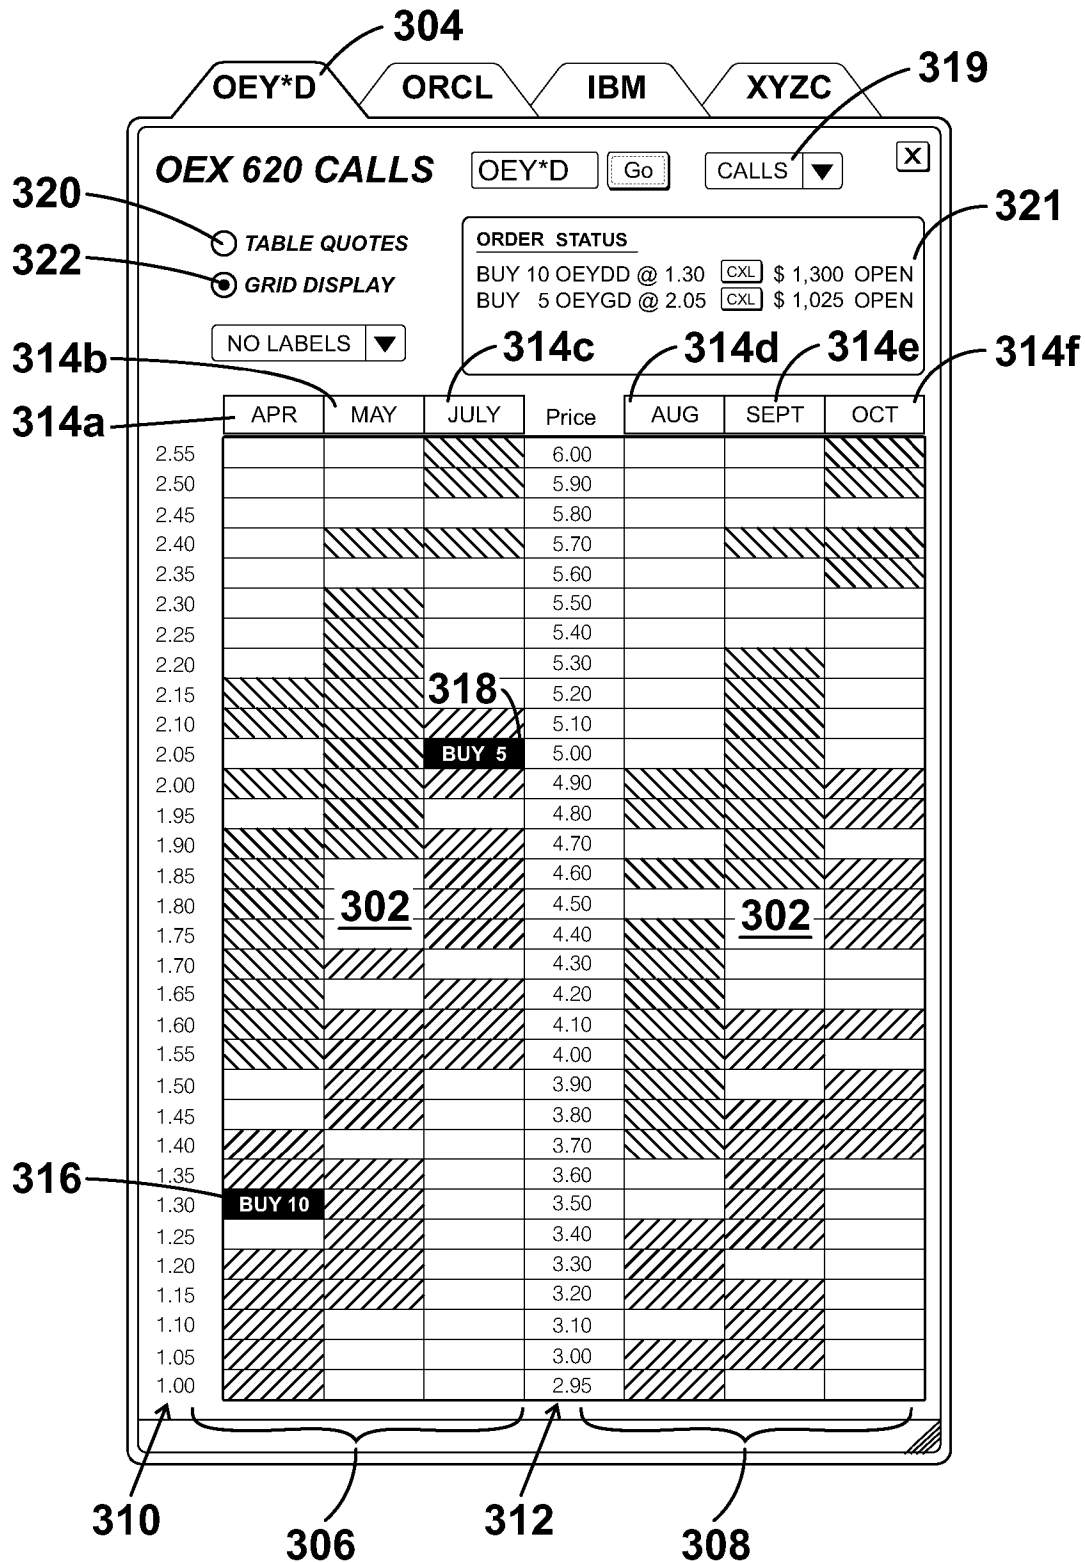 304
OEY*D ORCL IBM XYZC 319
OEX 620 CALLS OEY*D Go CALLS X
320 TABLE QUOTES
322 GRID DISPLAY
ORDER STATUS 321
BUY 10 OEYDD @ 1.30 CXL $ 1,300 OPEN
BUY 5 OEYGD @ 2.05 CXL $ 1,025 OPEN
NO LABELS
314b 314c 314d 314e 314f
314a APR MAY JULY Price AUG SEPT OCT
2.55 6.00
2.50 5.90
2.45 5.80
2.40 5.70
2.35 5.60
2.30 5.50
2.25 5.40
2.20 5.30
2.15 318 5.20
2.10 5.10
2.05 BUY 5 5.00
2.00 4.90
1.95 4.80
1.90 4.70
1.85 4.60
1.80 302 4.50 302
1.75 4.40
1.70 4.30
1.65 4.20
1.60 4.10
1.55 4.00
1.50 3.90
1.45 3.80
1.40 3.70
316 1.35 3.60
1.30 BUY 10 3.50
1.25 3.40
1.20 3.30
1.15 3.20
1.10 3.10
1.05 3.00
1.00 2.95
310 306 312 308